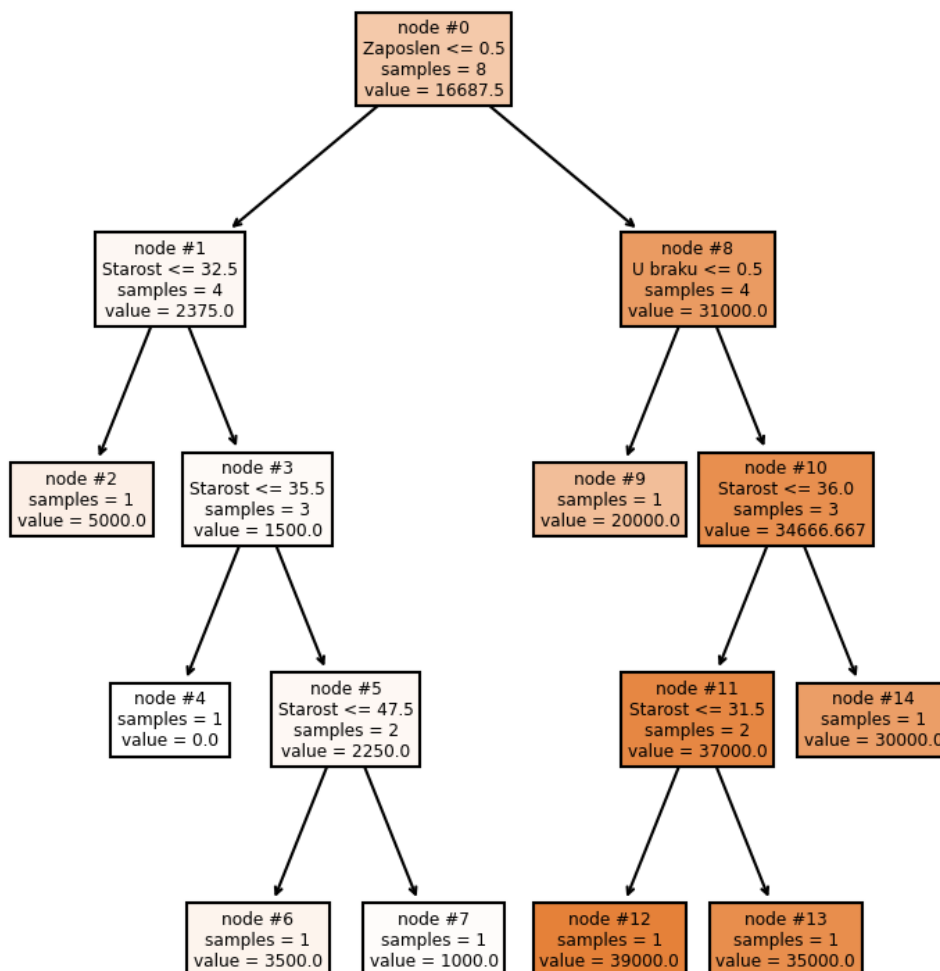 node #0
Zaposlen <= 0.5
samples = 8
value = 16687.5
node #1
Starost <= 32.5
samples = 4
value = 2375.0
node #8
U braku <= 0.5
samples = 4
value = 31000.0
node #2
samples = 1
value = 5000.0
node #3
Starost <= 35.5
samples = 3
value = 1500.0
node #9
samples = 1
value = 20000.0
node #10
Starost <= 36.0
samples = 3
value = 34666.667
node #4
samples = 1
value = 0.0
node #5
Starost <= 47.5
samples = 2
value = 2250.0
node #11
Starost <= 31.5
samples = 2
value = 37000.0
node #14
samples = 1
value = 30000.0
node #6
samples = 1
value = 3500.0
node #7
samples = 1
value = 1000.0
node #12
samples = 1
value = 39000.0
node #13
samples = 1
value = 35000.0